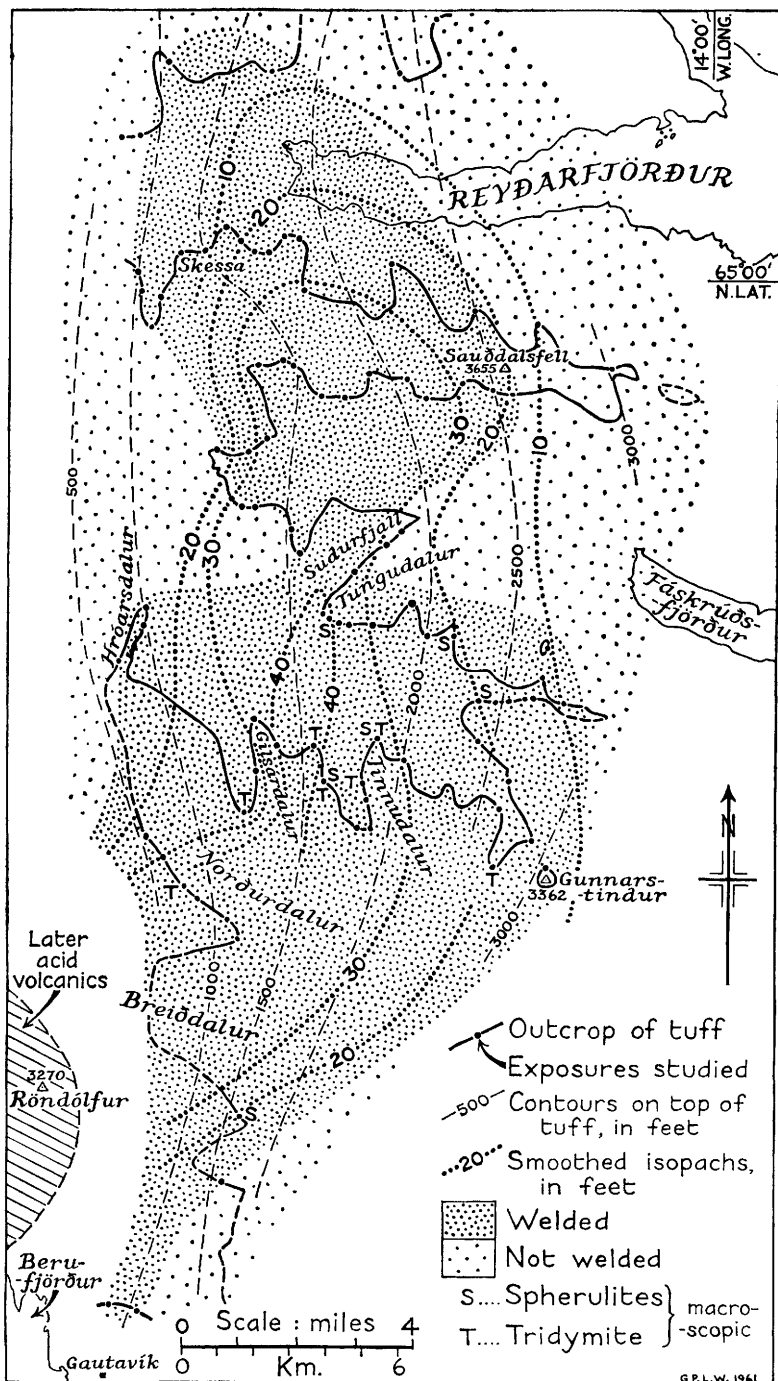 14°00'
W.LONG.
REYÐARFJÖRÐUR
65°00'
N.LAT.
10
20
Skessa
Sauðdalsfell
3655
30
20
10
3000
500
20
30
Suðurfjall
Tungudalur
2500
Fáskrúðs-
-fjörður
Hróarsdalur
S
S
40
40
2000
S
T
S T
Gilsárdalur
S
T
T
T
Jinnudalur
T
T
Norðurdalur
Gunnars-
3362 -tindur
N
3000
Later
acid
volcanics
30
1000
1500
Breiðdalur
20
3270
Röndólfur
S
Outcrop of tuff
Exposures studied
—500— Contours on top of
tuff, in feet
20 Smoothed isopachs,
in feet
Welded
Not welded
S.... Spherulites
T.... Tridymite
macro-
-scopic
Beru-
-fjörður
0 Scale : miles 4
0 Km. 6
Gautavík
G.P.L.W. 1961